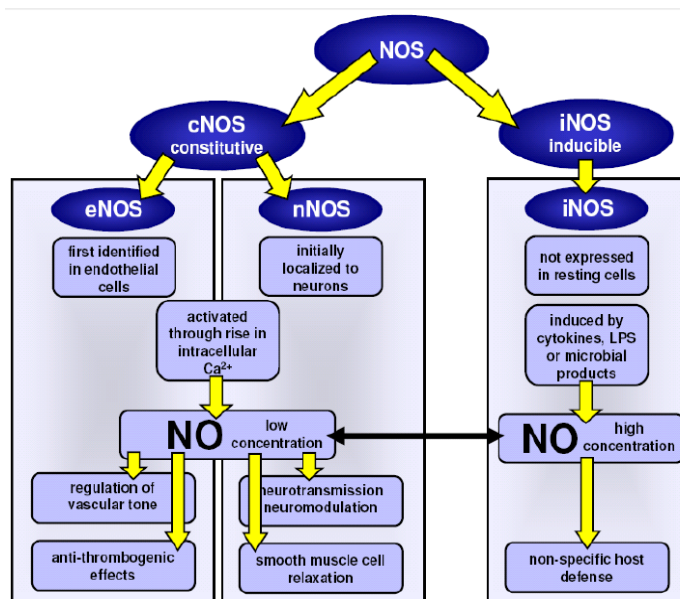 NOS
cNOS
constitutive
iNOS
inducible
eNOS
nNOS
iNOS
first identified
in endothelial
cells
initially
localized to
neurons
not expressed
in resting cells
activated
through rise in
intracellular
Ca²⁺
induced by
cytokines, LPS
or microbial
products
NO low
concentration
NO high
concentration
regulation of
vascular tone
neurotransmission
neuromodulation
anti-thrombogenic
effects
smooth muscle cell
relaxation
non-specific host
defense